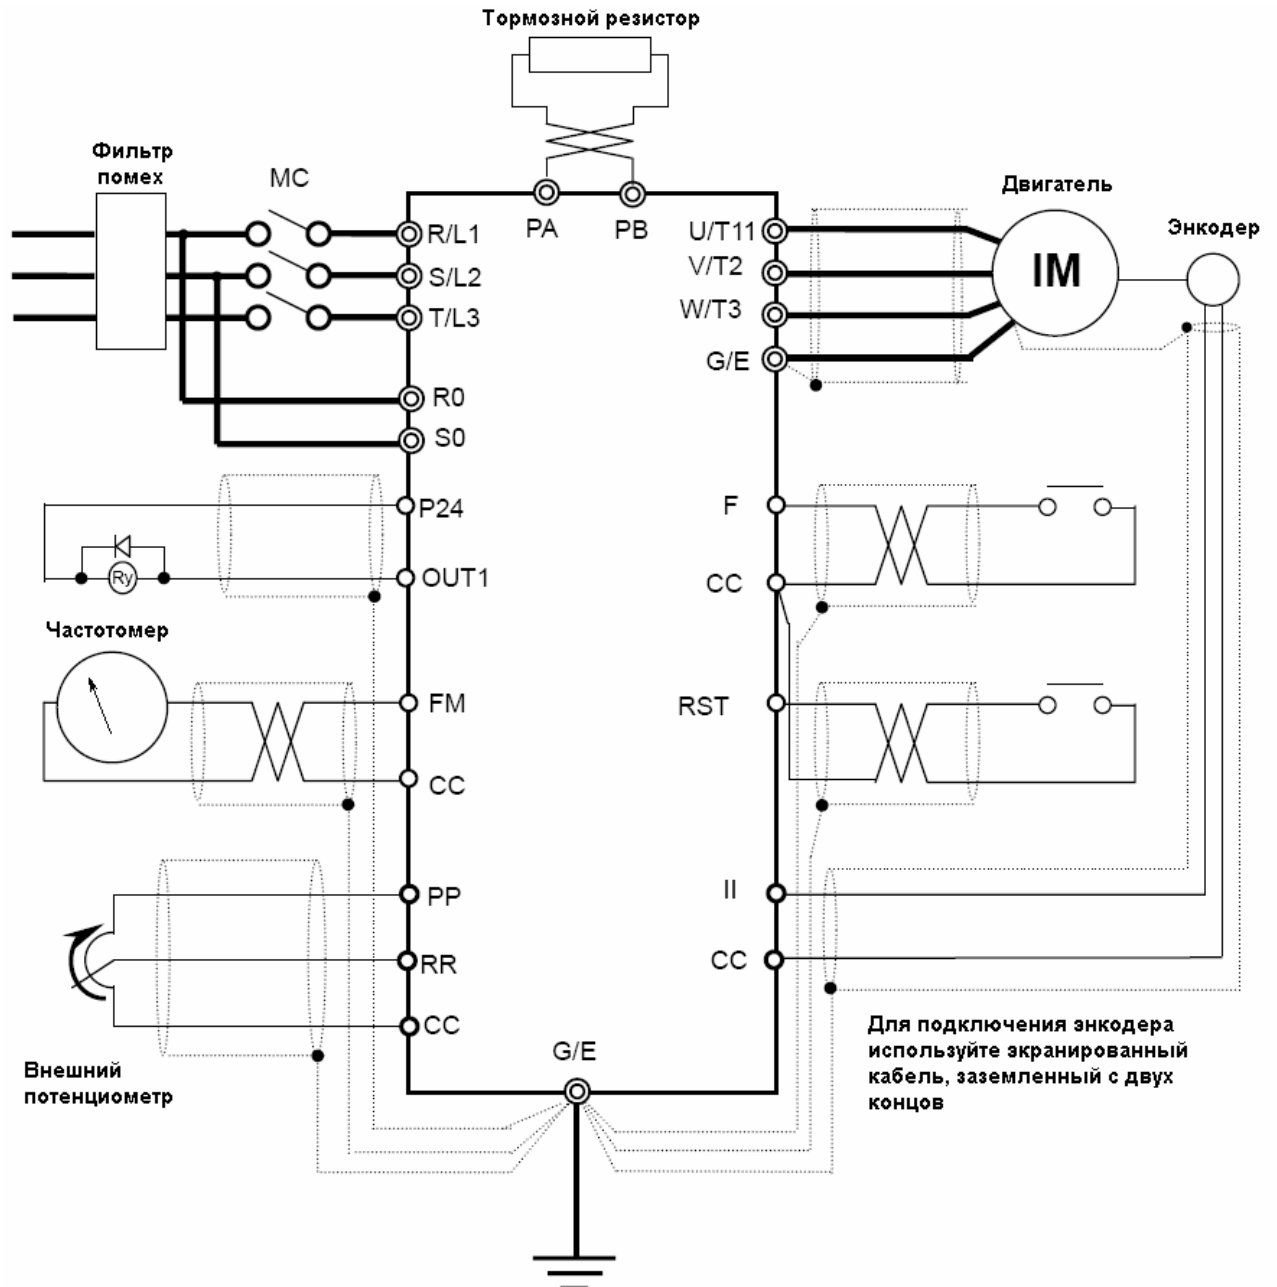 Тормозной резистор
Фильтр
помех
MC
Двигатель
Энкодер
PA
PB
R/L1
S/L2
T/L3
R0
S0
U/T11
V/T2
W/T3
G/E
IM
P24
OUT1
Ry
Частотомер
FM
CC
F
CC
RST
PP
RR
CC
Внешний
потенциометр
II
CC
G/E
Для подключения энкодера
используйте экранированный
кабель, заземленный с двух
концов